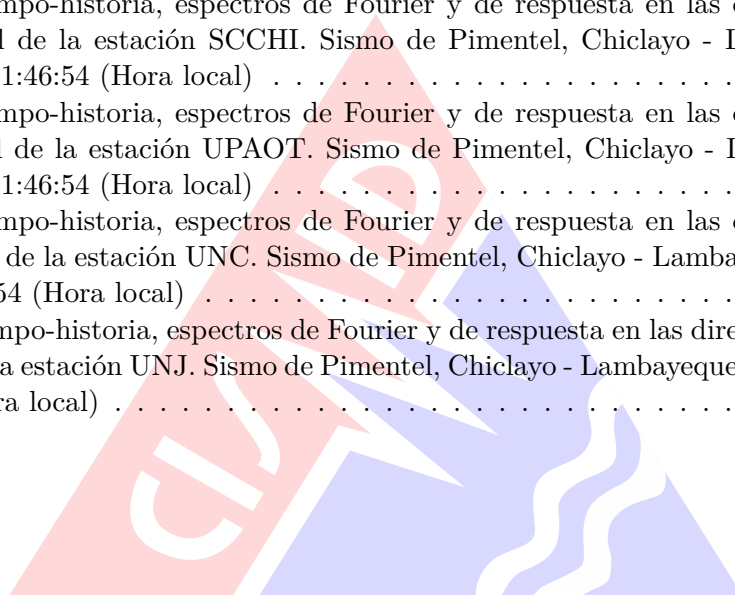 mpo-historia, espectros de Fourier y de respuesta en las
l de la estación SCCHI. Sismo de Pimentel, Chiclayo -
1:46:54 (Hora local) . . . . . . . . . . . . . . . . . . . . .
mpo-historia, espectros de Fourier y de respuesta en las
l de la estación UPAOT. Sismo de Pimentel, Chiclayo -
1:46:54 (Hora local) . . . . . . . . . . . . . . . . . . . . .
mpo-historia, espectros de Fourier y de respuesta en las
de la estación UNC. Sismo de Pimentel, Chiclayo - Lamba
54 (Hora local) . . . . . . . . . . . . . . . . . . . . . . . .
mpo-historia, espectros de Fourier y de respuesta en las dire
a estación UNJ. Sismo de Pimentel, Chiclayo - Lambayeque
ra local) . . . . . . . . . . . . . . . . . . . . . . . . . . . .
CISMID